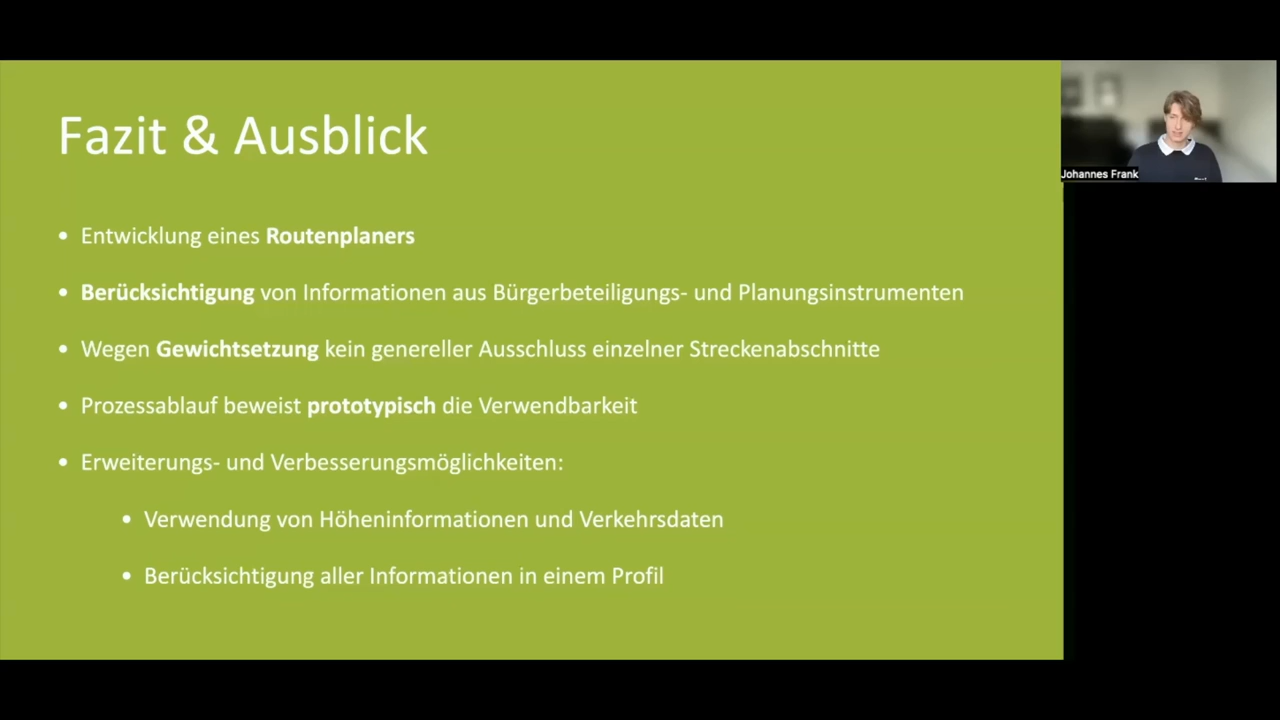 Fazit & Ausblick
Johannes Frank
• Entwicklung eines Routenplaners
• Berücksichtigung von Informationen aus Bürgerbeteiligungs- und Planungsinstrumenten
• Wegen Gewichtsetzung kein genereller Ausschluss einzelner Streckenabschnitte
• Prozessablauf beweist prototypisch die Verwendbarkeit
• Erweiterungs- und Verbesserungsmöglichkeiten:
• Verwendung von Höheninformationen und Verkehrsdaten
• Berücksichtigung aller Informationen in einem Profil